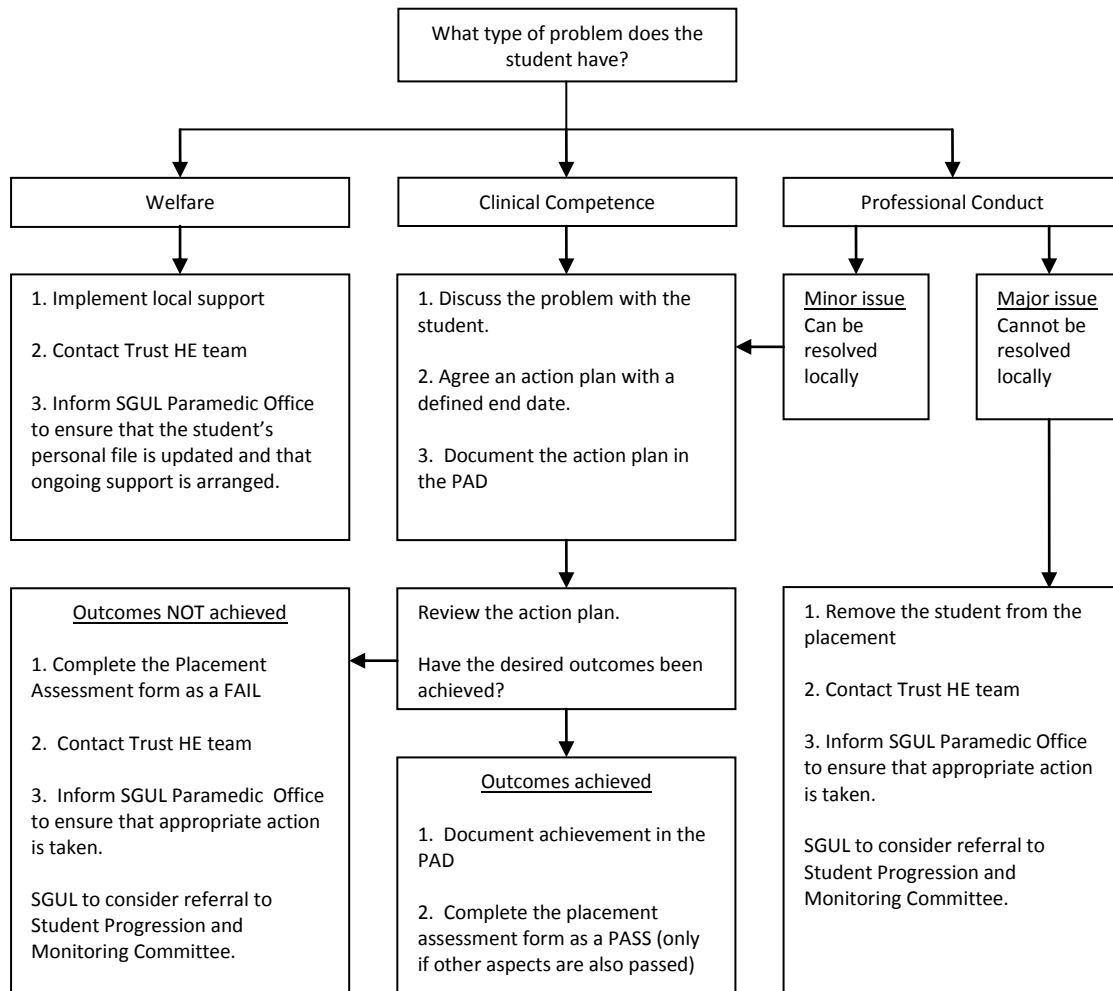 What type of problem does the
student have?
Welfare
Clinical Competence
Professional Conduct
1. Implement local support
2. Contact Trust HE team
3. Inform SGUL Paramedic Office
to ensure that the student’s
personal file is updated and that
ongoing support is arranged.
1. Discuss the problem with the
student.
2. Agree an action plan with a
defined end date.
3.  Document the action plan in
the PAD
Minor issue
Can be
resolved
locally
Major issue
Cannot be
resolved
locally
Outcomes NOT achieved
1. Complete the Placement
Assessment form as a FAIL
2.  Contact Trust HE team
3.  Inform SGUL Paramedic  Office
to ensure that appropriate action
is taken.
SGUL to consider referral to
Student Progression and
Monitoring Committee.
Review the action plan.
Have the desired outcomes been
achieved?
Outcomes achieved
1.  Document achievement in the
PAD
2.  Complete the placement
assessment form as a PASS (only
if other aspects are also passed)
1. Remove the student from the
placement
2. Contact Trust HE team
3. Inform SGUL Paramedic Office
to ensure that appropriate action
is taken.
SGUL to consider referral to
Student Progression and
Monitoring Committee.